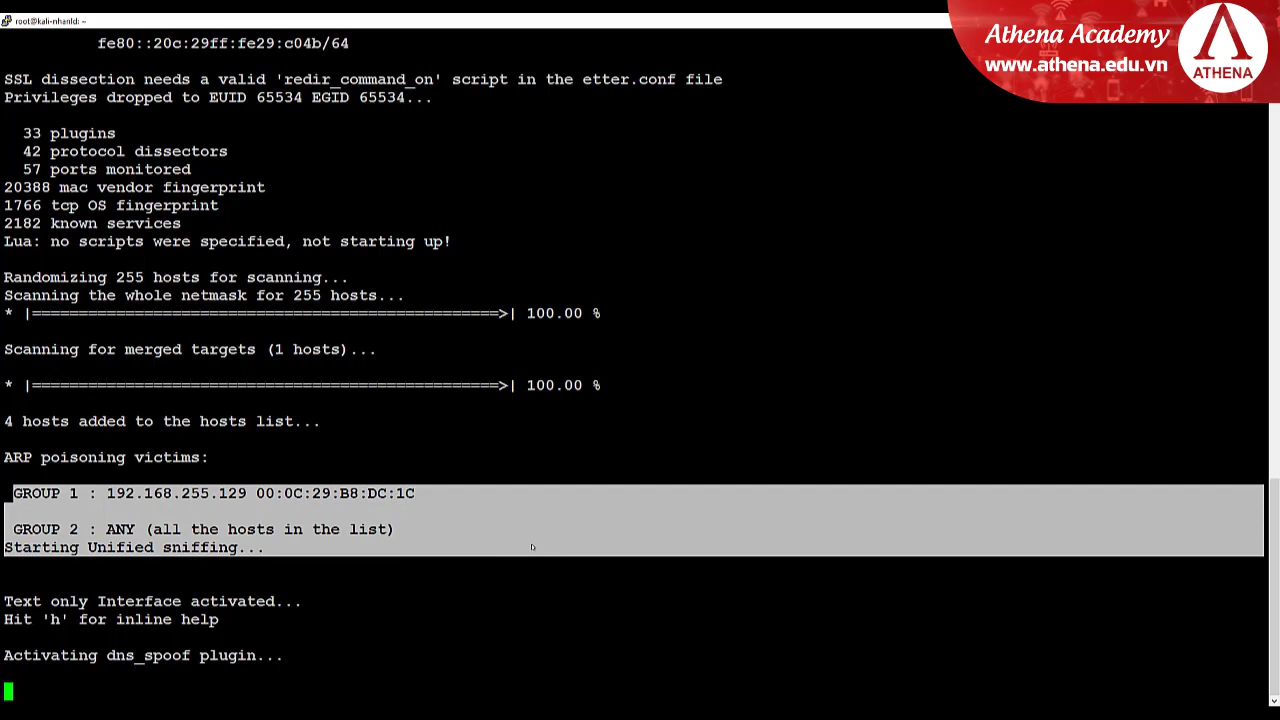 root@kali-nhanld: ~
Athena Academy
www.athena.edu.vn
ATHENA
fe80::20c:29ff:fe29:c04b/64
SSL dissection needs a valid 'redir_command_on' script in the etter.conf file
Privileges dropped to EUID 65534 EGID 65534...
33 plugins
42 protocol dissectors
57 ports monitored
20388 mac vendor fingerprint
1766 tcp OS fingerprint
2182 known services
Lua: no scripts were specified, not starting up!
Randomizing 255 hosts for scanning...
Scanning the whole netmask for 255 hosts...
* |==================================================>| 100.00 %
Scanning for merged targets (1 hosts)...
* |==================================================>| 100.00 %
4 hosts added to the hosts list...
ARP poisoning victims:
GROUP 1 : 192.168.255.129 00:0C:29:B8:DC:1C
GROUP 2 : ANY (all the hosts in the list)
Starting Unified sniffing...
Text only Interface activated...
Hit 'h' for inline help
Activating dns_spoof plugin...